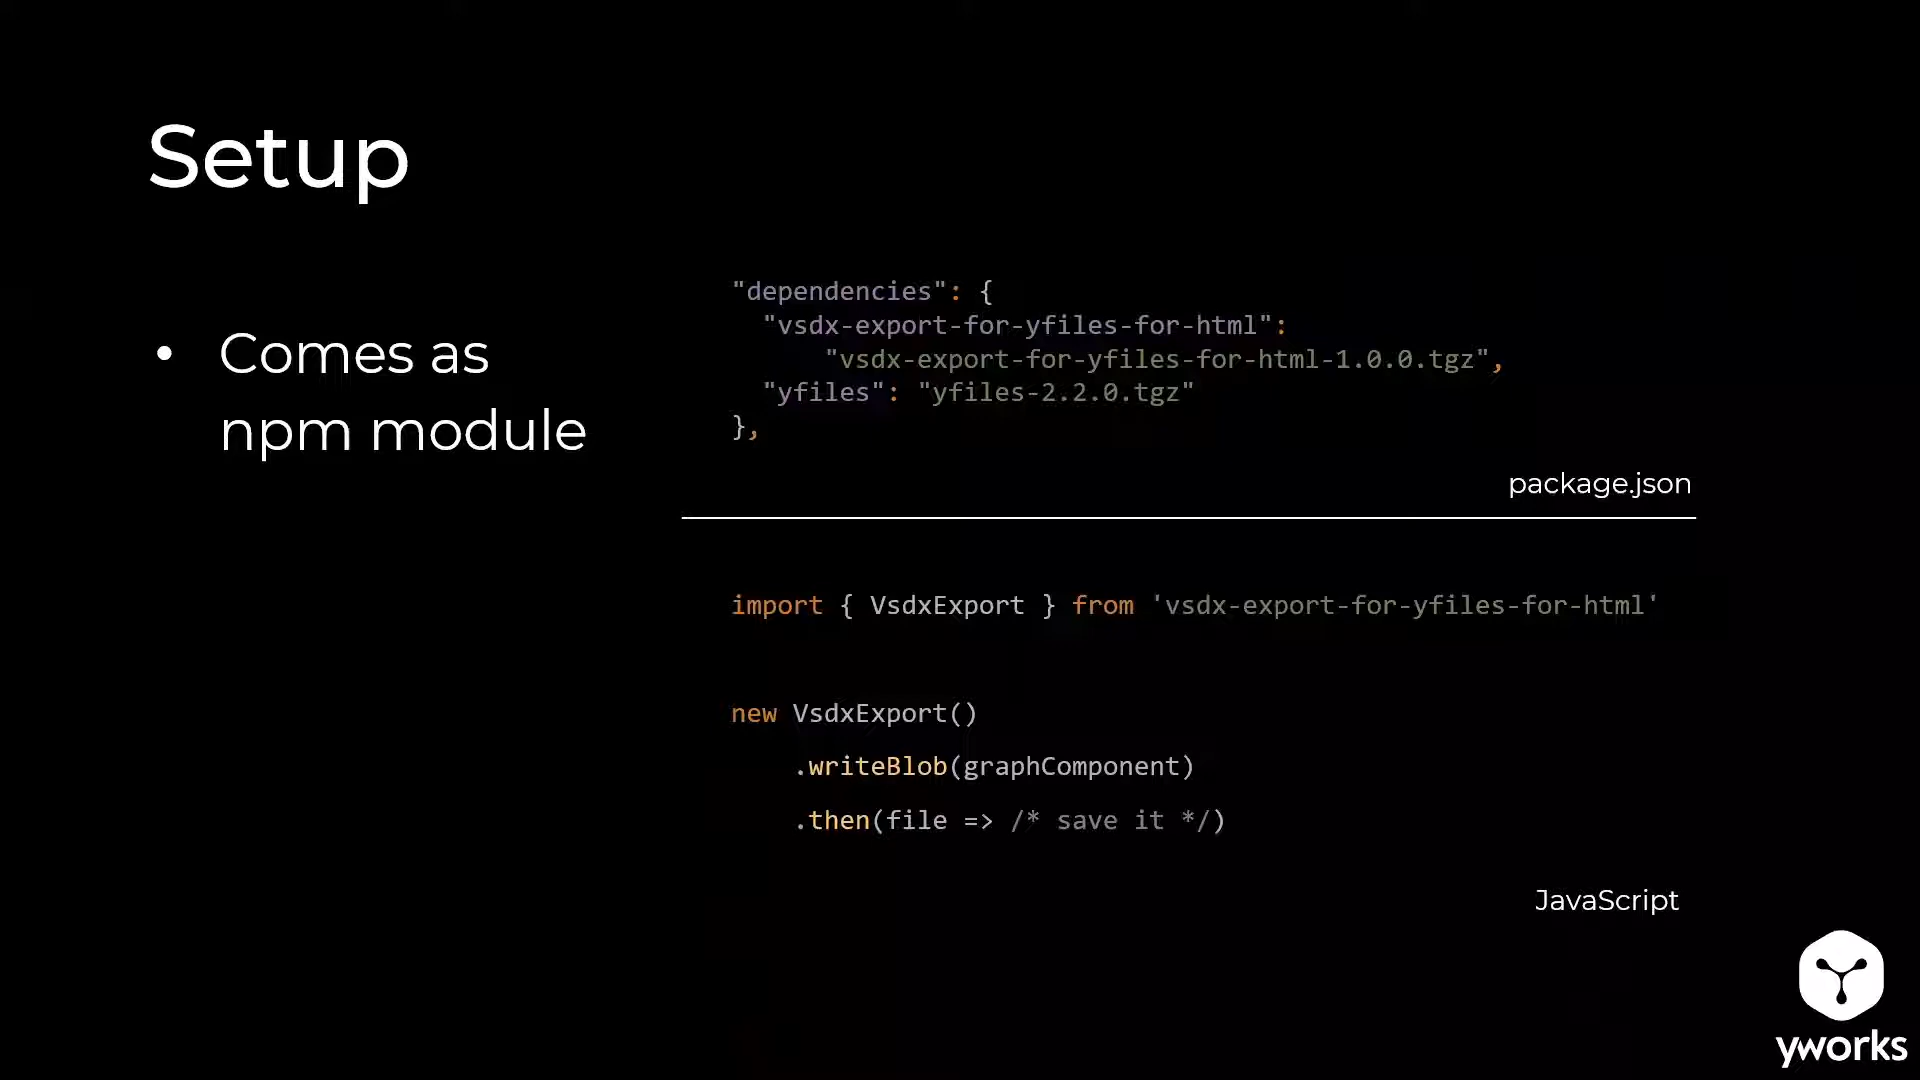 Setup
• Comes as
npm module
"dependencies": {
"vsdx-export-for-yfiles-for-html":
"vsdx-export-for-yfiles-for-html-1.0.0.tgz",
"yfiles": "yfiles-2.2.0.tgz"
},
package.json
import { VsdxExport } from 'vsdx-export-for-yfiles-for-html'
new VsdxExport()
.writeBlob(graphComponent)
.then(file => /* save it */)
JavaScript
yworks